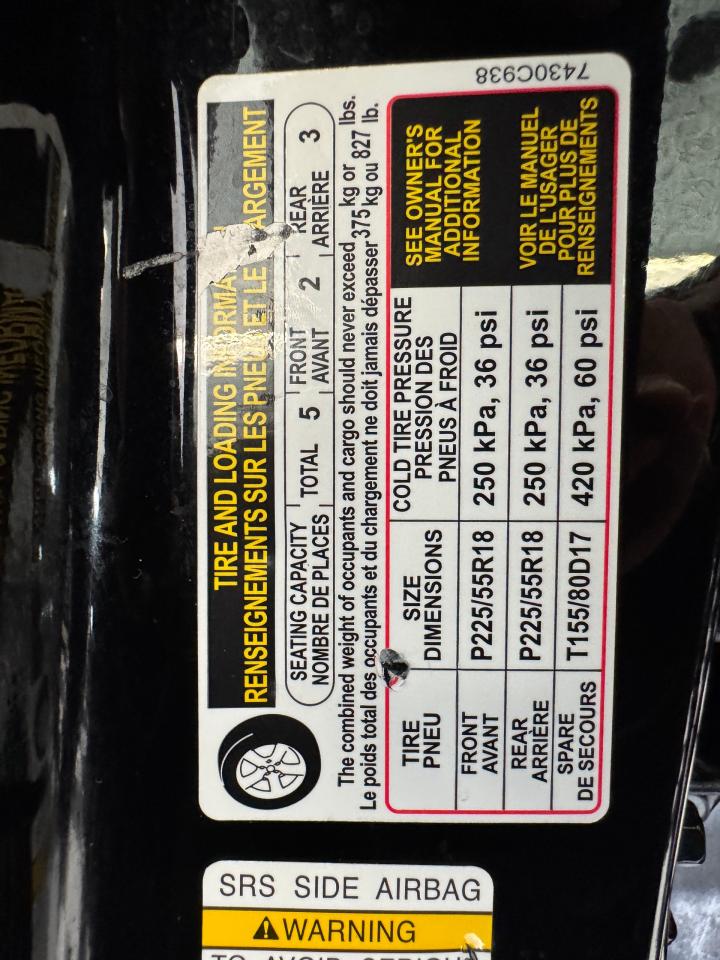 7430C938
TIRE AND LOADING INFORMA
RENSEIGNEMENTS SUR LES PNEUS ET LE CHARGEMENT
SEATING CAPACITY
NOMBRE DE PLACES
TOTAL 5
FRONT
AVANT
2
REAR
ARRIÈRE
3
The combined weight of occupants and cargo should never exceed 375 kg or 827 lbs.
Le poids total des occupants et du chargement ne doit jamais dépasser kg ou lb.
TIRE
PNEU
SIZE
DIMENSIONS
COLD TIRE PRESSURE
PRESSION DES
PNEUS À FROID
SEE OWNER'S
MANUAL FOR
ADDITIONAL
INFORMATION
VOIR LE MANUEL
DE L'USAGER
POUR PLUS DE
RENSEIGNEMENTS
FRONT
AVANT
P225/55R18
250 kPa, 36 psi
REAR
ARRIÈRE
P225/55R18
250 kPa, 36 psi
SPARE
DE SECOURS
T155/80D17
420 kPa, 60 psi
SRS SIDE AIRBAG
WARNING
TO AVOID SERIOUS